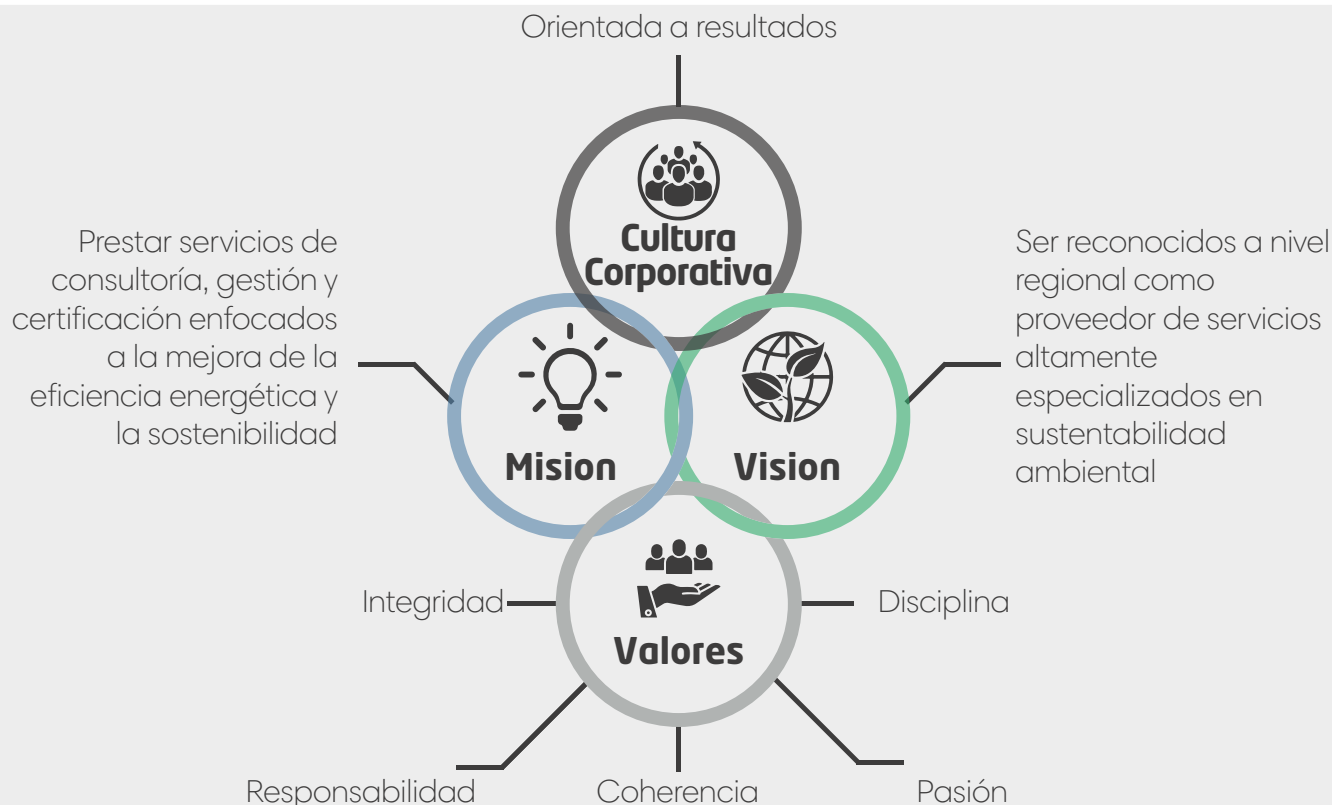 Orientada a resultados
Cultura
Corporativa
Prestar servicios de
consultoría, gestión y
certificación enfocados
a la mejora de la
eficiencia energética y
la sostenibilidad
Mision
Vision
Ser reconocidos a nivel
regional como
proveedor de servicios
altamente
especializados en
sustentabilidad
ambiental
Valores
Integridad
Disciplina
Responsabilidad
Coherencia
Pasión